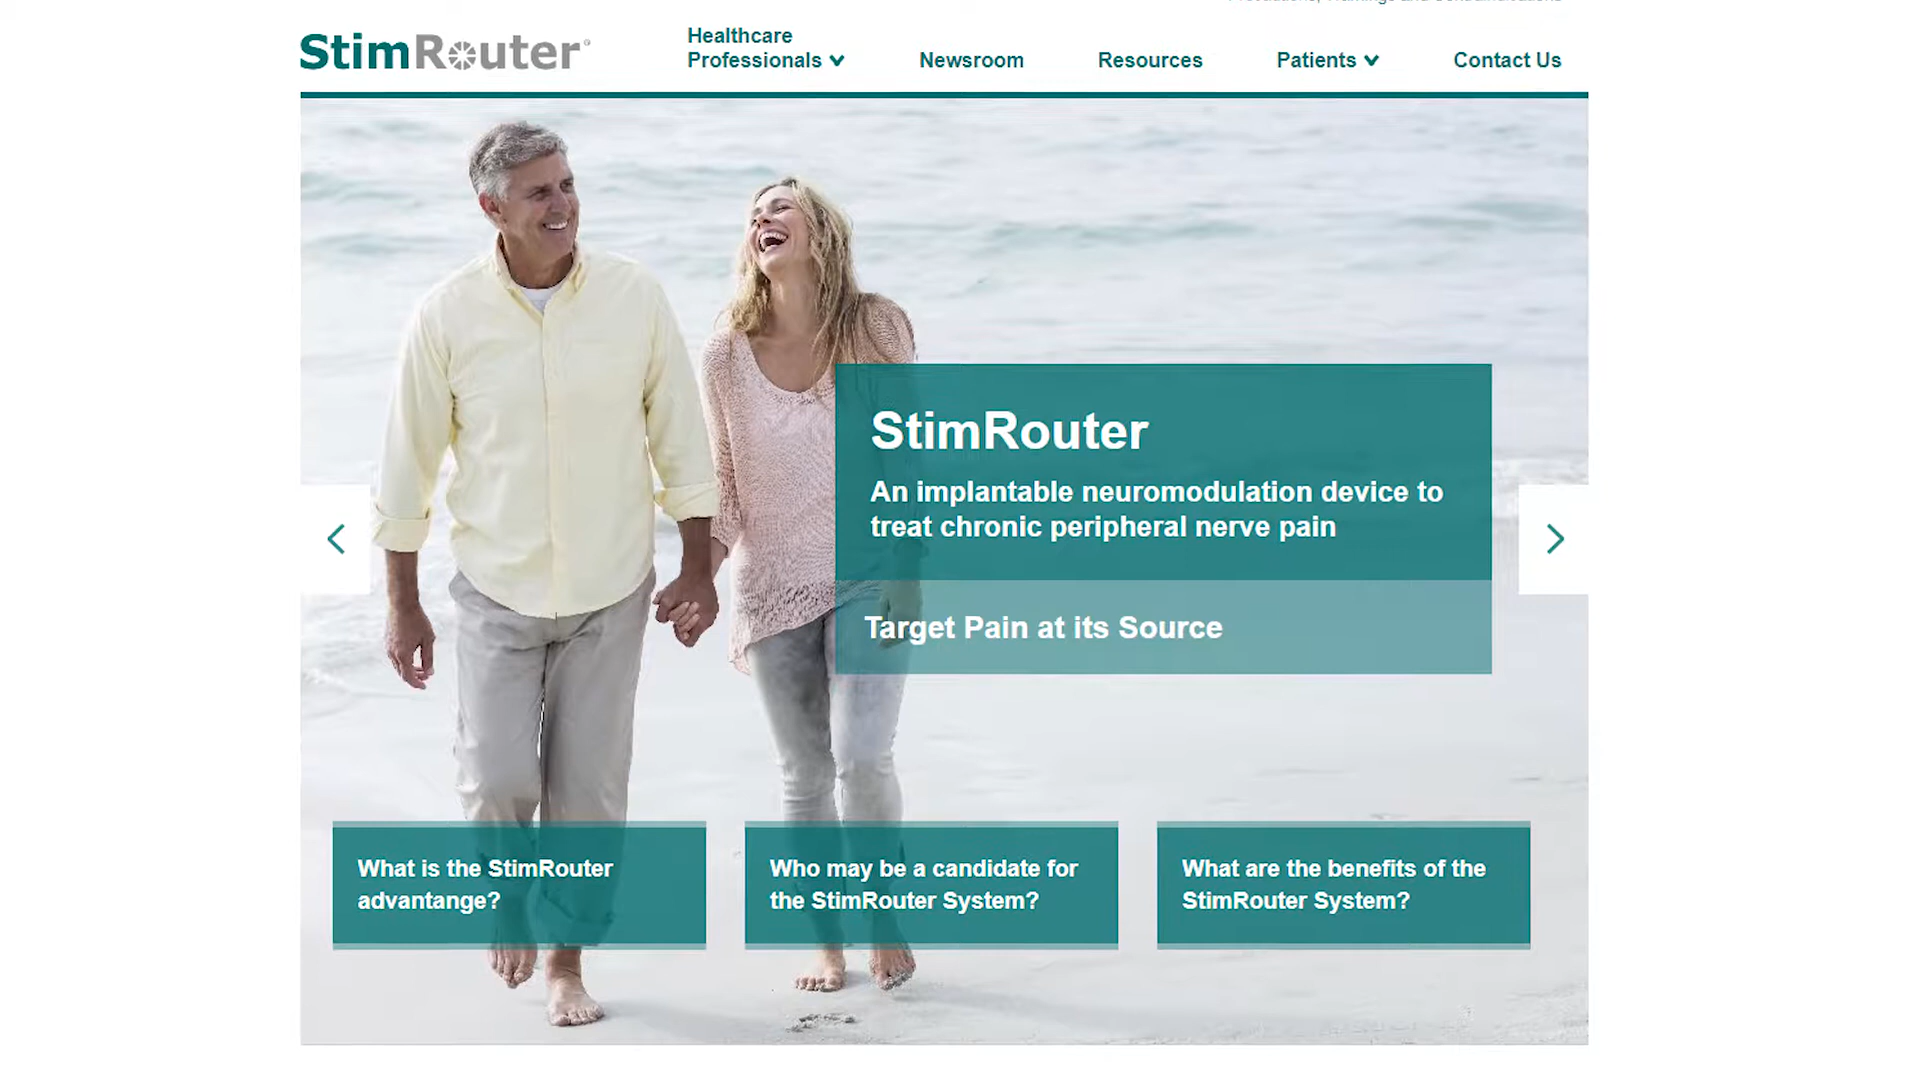 StimRouter
Healthcare
Professionals
Newsroom
Resources
Patients
Contact Us
StimRouter
An implantable neuromodulation device to
treat chronic peripheral nerve pain
Target Pain at its Source
What is the StimRouter
advantange?
Who may be a candidate for
the StimRouter System?
What are the benefits of the
StimRouter System?